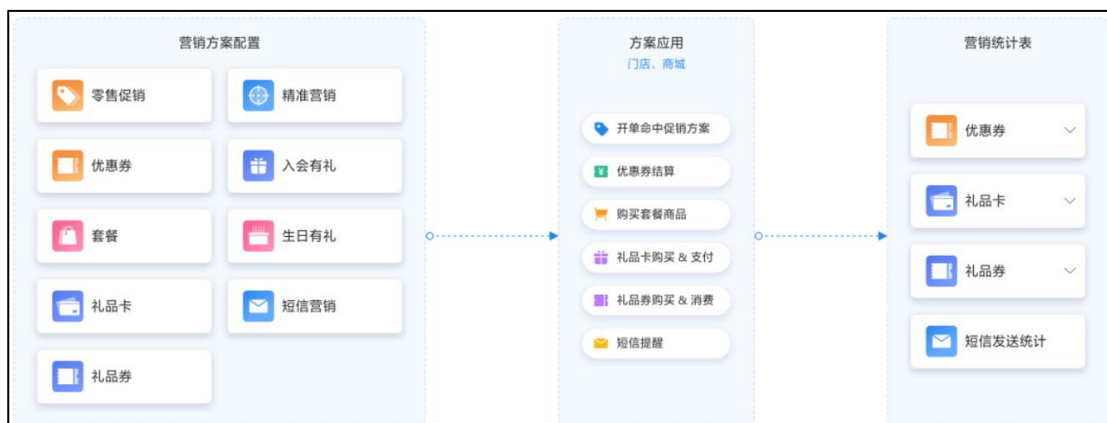 营销方案配置
零售促销
精准营销
优惠券
入会有礼
套餐
生日有礼
礼品卡
短信营销
礼品券
方案应用
门店、商城
开单命中促销方案
优惠券结算
购买套餐商品
礼品卡购买 & 支付
礼品券购买 & 消费
短信提醒
营销统计表
优惠券
礼品卡
礼品券
短信发送统计